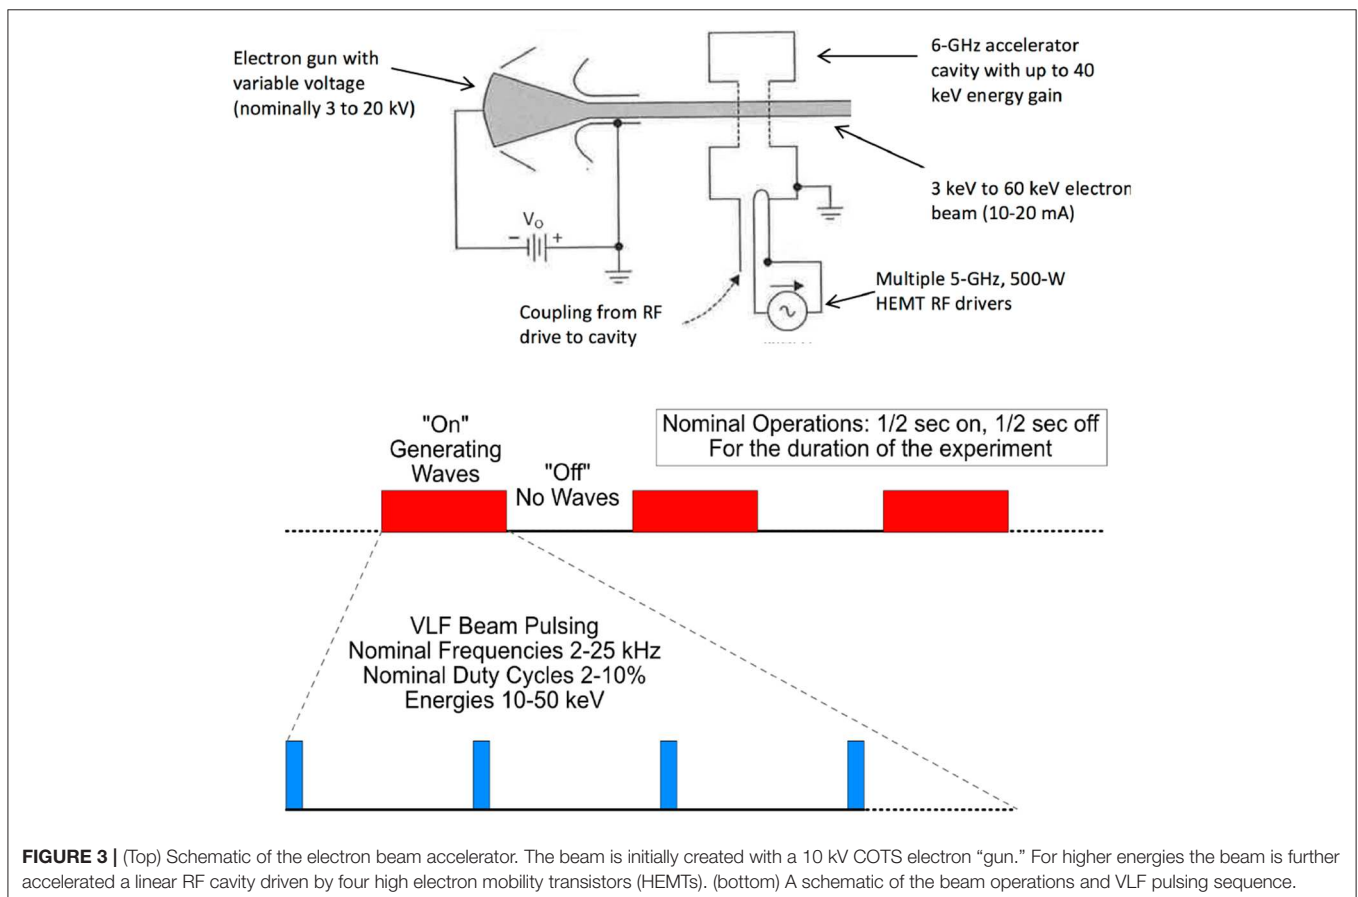 Electron gun with
variable voltage
(nominally 3 to 20 kV)
6-GHz accelerator
cavity with up to 40
keV energy gain
3 keV to 60 keV electron
beam (10-20 mA)
Vo
− +
Coupling from RF
drive to cavity
Multiple 5-GHz, 500-W
HEMT RF drivers
"On"
Generating
Waves
"Off"
No Waves
Nominal Operations: 1/2 sec on, 1/2 sec off
For the duration of the experiment
VLF Beam Pulsing
Nominal Frequencies 2-25 kHz
Nominal Duty Cycles 2-10%
Energies 10-50 keV
FIGURE 3 | (Top) Schematic of the electron beam accelerator. The beam is initially created with a 10 kV COTS electron “gun.” For higher energies the beam is further
accelerated a linear RF cavity driven by four high electron mobility transistors (HEMTs). (bottom) A schematic of the beam operations and VLF pulsing sequence.